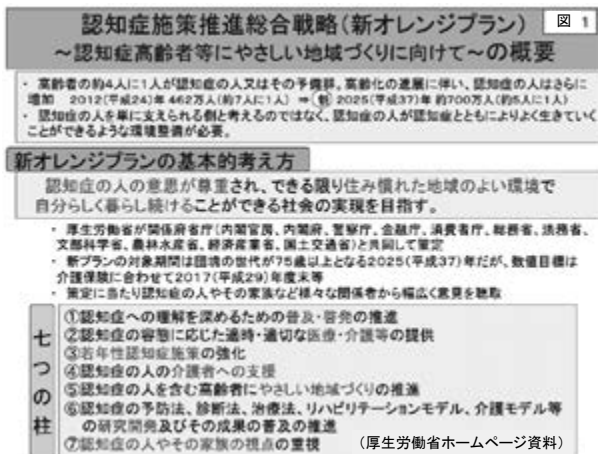 認知症施策推進総合戦略(新オレンジプラン)
図 1
～認知症高齢者等にやさしい地域づくりに向けて～の概要
・ 高齢者の約4人に1人が認知症の人又はその予備群。高齢化の進展に伴い、認知症の人はさらに
増加 2012(平成24)年 462万人(約7人に1人) ⇒ 新 2025(平成37)年 約700万人(約5人に1人)
・ 認知症の人を単に支えられる側と考えるのではなく、認知症の人が認知症とともによりよく生きていく
ことができるような環境整備が必要。
新オレンジプランの基本的考え方
認知症の人の意思が尊重され、できる限り住み慣れた地域のよい環境で
自分らしく暮らし続けることができる社会の実現を目指す。
・ 厚生労働省が関係府省庁(内閣官房、内閣府、警察庁、金融庁、消費者庁、総務省、法務省、
文部科学省、農林水産省、経済産業省、国土交通省)と共同して策定
・ 新プランの対象期間は団塊の世代が75歳以上となる2025(平成37)年だが、数値目標は
介護保険に合わせて2017(平成29)年度末等
・ 策定に当たり認知症の人やその家族など様々な関係者から幅広く意見を聴取
七つの柱
①認知症への理解を深めるための普及・啓発の推進
②認知症の容態に応じた適時・適切な医療・介護等の提供
③若年性認知症施策の強化
④認知症の人の介護者への支援
⑤認知症の人を含む高齢者にやさしい地域づくりの推進
⑥認知症の予防法、診断法、治療法、リハビリテーションモデル、介護モデル等
の研究開発及びその成果の普及の推進
⑦認知症の人やその家族の視点の重視
(厚生労働省ホームページ資料)